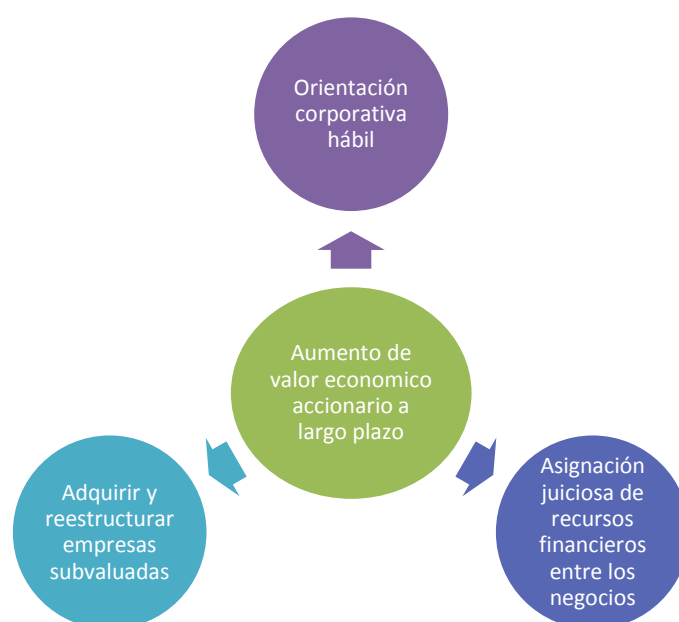 Orientación
corporativa
hábil
Aumento de
valor economico
accionario a
largo plazo
Adquirir y
reestructurar
empresas
subvaluadas
Asignación
juiciosa de
recursos
financieros
entre los
negocios